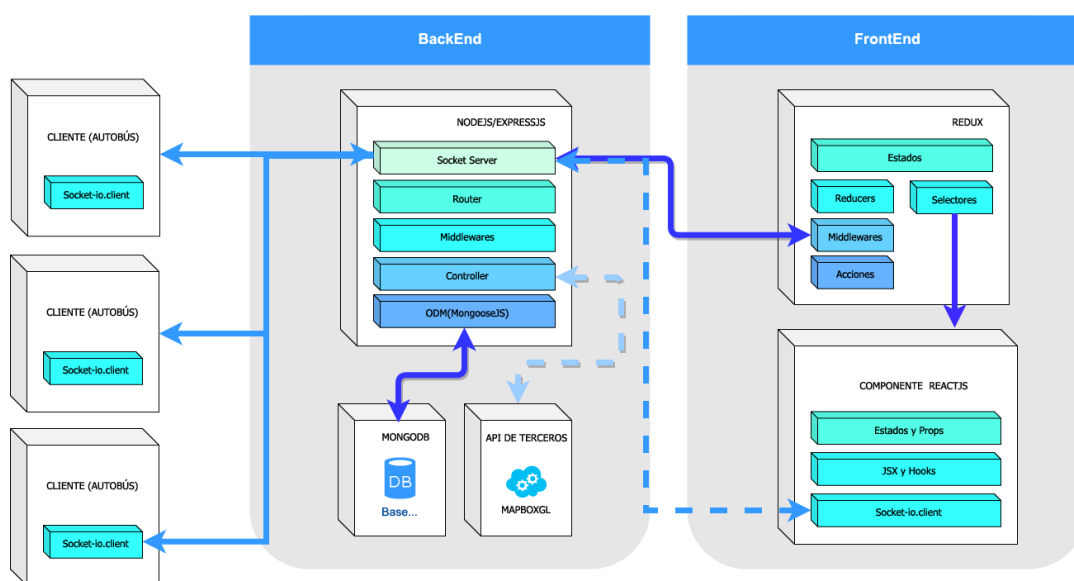 BackEnd
FrontEnd
CLIENTE (AUTOBÚS)
Socket-io.client
CLIENTE (AUTOBÚS)
Socket-io.client
CLIENTE (AUTOBÚS)
Socket-io.client
NODEJS/EXPRESSJS
Socket Server
Router
Middlewares
Controller
ODM(MongooseJS)
MONGODB
DB
Base...
API DE TERCEROS
MAPBOXGL
REDUX
Estados
Reducers
Selectores
Middlewares
Acciones
COMPONENTE REACTJS
Estados y Props
JSX y Hooks
Socket-io.client